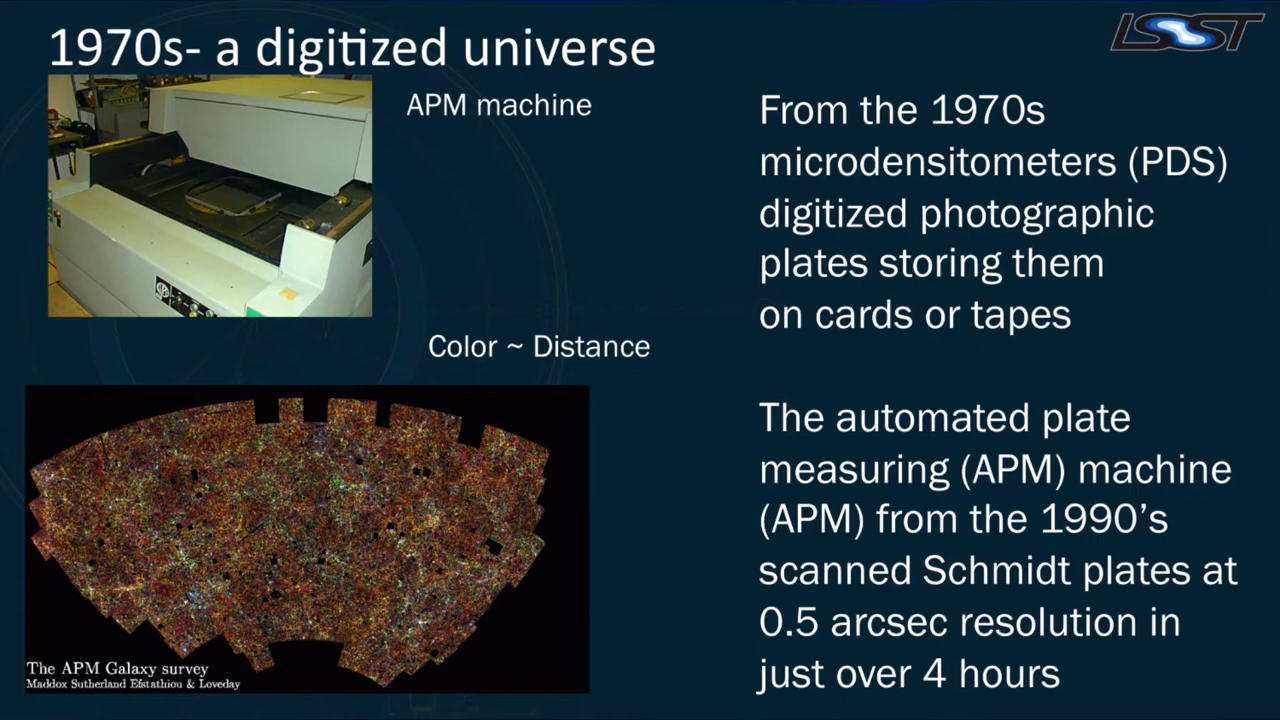 1970s- a digitized universe
LSST
APM machine
From the 1970s
microdensitometers (PDS)
digitized photographic
plates storing them
on cards or tapes
Color ~ Distance
The automated plate
measuring (APM) machine
(APM) from the 1990’s
scanned Schmidt plates at
0.5 arcsec resolution in
just over 4 hours
The APM Galaxy survey
Maddox Sutherland Efstathiou & Loveday